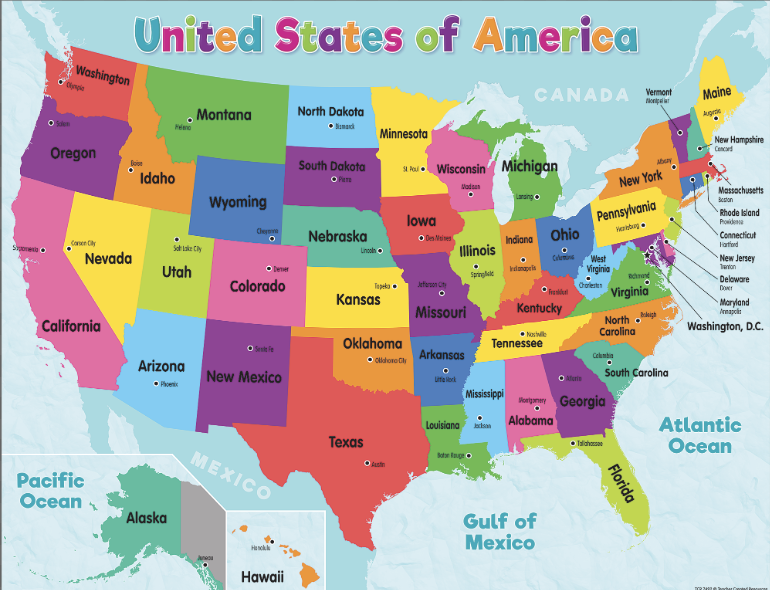 United States of America
CANADA
Washington
Olympia
Montana
Helena
North Dakota
Bismarck
Minnesota
St. Paul
Vermont
Montpelier
Maine
Augusta
Oregon
Salem
Idaho
Boise
Wyoming
Cheyenne
South Dakota
Pierre
Wisconsin
Madison
Michigan
Lansing
New York
Albany
New Hampshire
Concord
Massachusetts
Boston
Rhode Island
Providence
Connecticut
Hartford
New Jersey
Trenton
Delaware
Dover
Maryland
Annapolis
Washington, D.C.
Pennsylvania
Harrisburg
Sacramento
Carson City
Nevada
Salt Lake City
Utah
California
Denver
Colorado
Nebraska
Lincoln
Iowa
Des Moines
Illinois
Springfield
Indiana
Indianapolis
Ohio
Columbus
West
Virginia
Charleston
Richmond
Virginia
Topeka
Kansas
Jefferson City
Missouri
Frankfort
Kentucky
Nashville
Tennessee
North
Carolina
Raleigh
Columbia
South Carolina
Arizona
Phoenix
Santa Fe
New Mexico
Oklahoma
Oklahoma City
Arkansas
Little Rock
Mississippi
Jackson
Montgomery
Alabama
Atlanta
Georgia
Texas
Austin
Louisiana
Baton Rouge
Tallahassee
Florida
MEXICO
Pacific
Ocean
Alaska
Juneau
Honolulu
Hawaii
Gulf of
Mexico
Atlantic
Ocean